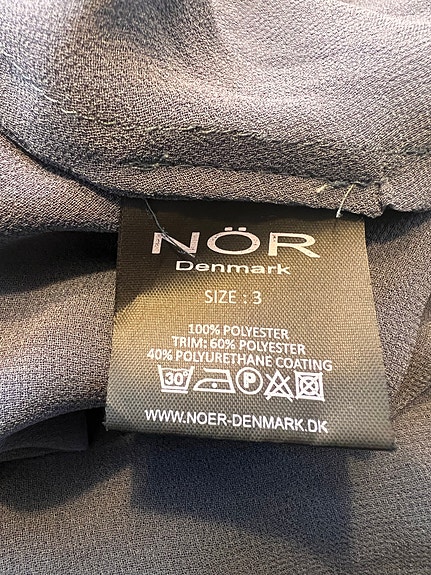 NÖR
Denmark
SIZE : 3
100% POLYESTER
TRIM: 60% POLYESTER
40% POLYURETHANE COATING
30° P
WWW.NOER-DENMARK.DK